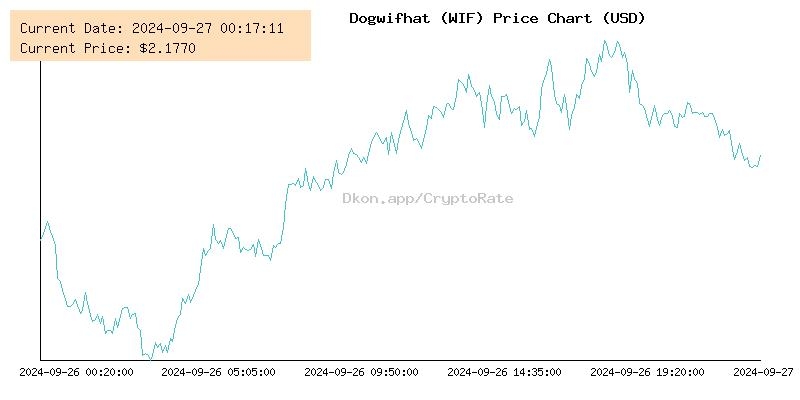 Dogwifhat (WIF) Price Chart (USD)
Current Date: 2024-09-27 00:17:11
Current Price: $2.1770
Dkon.app/CryptoRate
2024-09-26 00:20:00 2024-09-26 05:05:00 2024-09-26 09:50:00 2024-09-26 14:35:00 2024-09-26 19:20:00 2024-09-27